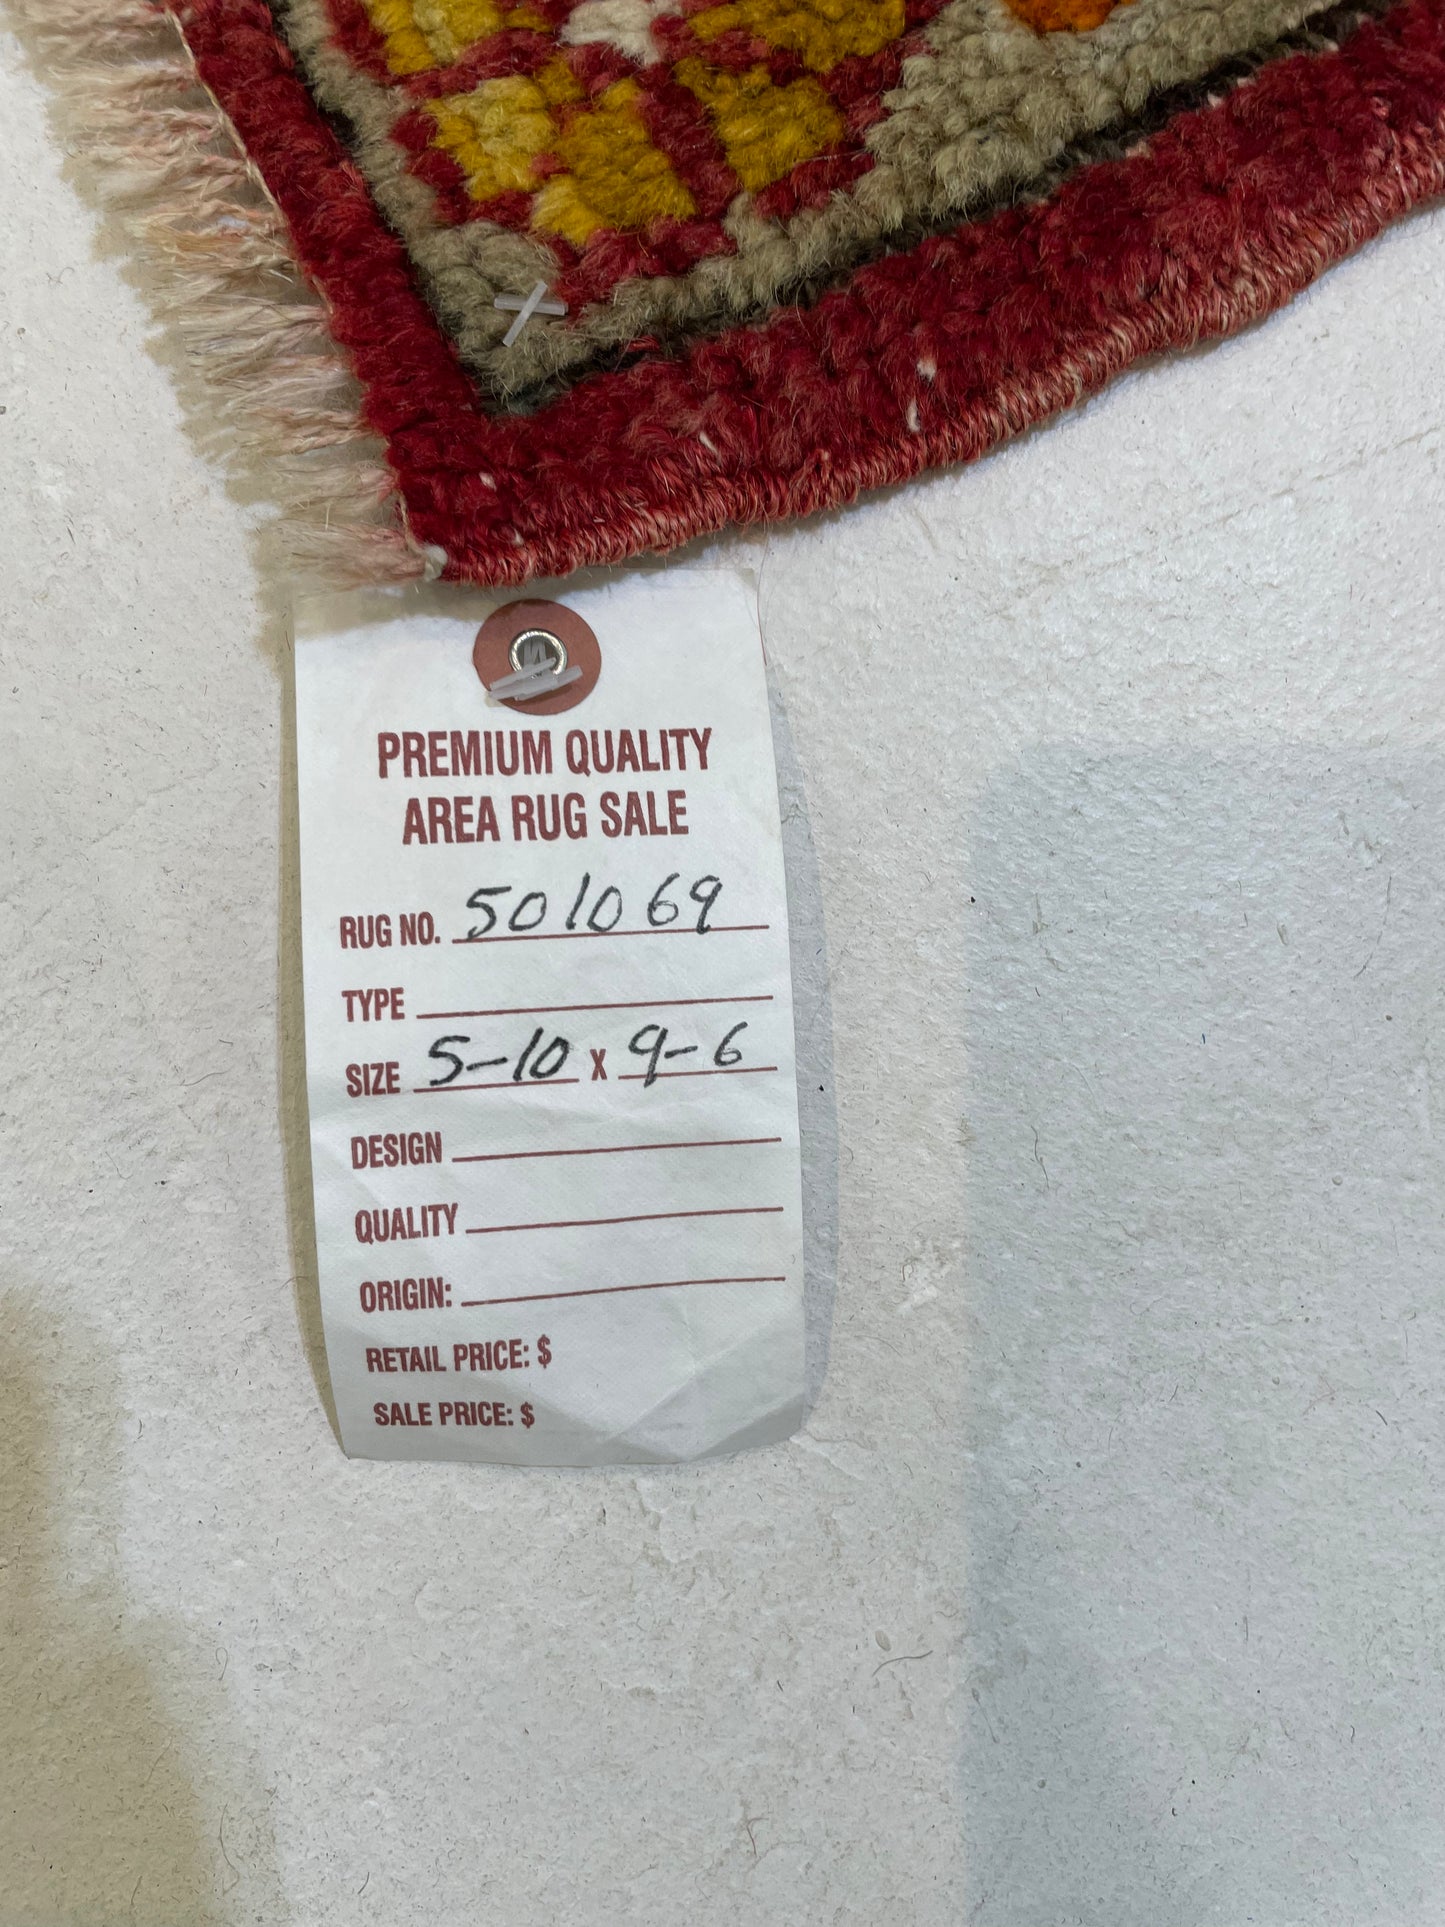 PREMIUM QUALITY
AREA RUG SALE
RUG NO. 501069
TYPE
SIZE 5-10 X 9-6
DESIGN
QUALITY
ORIGIN:
RETAIL PRICE: $
SALE PRICE: $